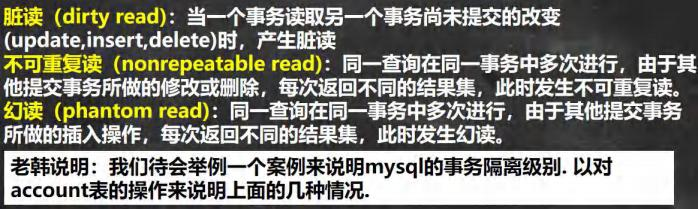 脏读（dirty read）：当一个事务读取另一个事务尚未提交的改变
(update,insert,delete)时，产生脏读
不可重复读（nonrepeatable read）：同一查询在同一事务中多次进行，由于其
他提交事务所做的修改或删除，每次返回不同的结果集，此时发生不可重复读。
幻读（phantom read）：同一查询在同一事务中多次进行，由于其他提交事务
所做的插入操作，每次返回不同的结果集，此时发生幻读。
老韩说明：我们待会举例一个案例来说明mysql的事务隔离级别. 以对
account表的操作来说明上面的几种情况.